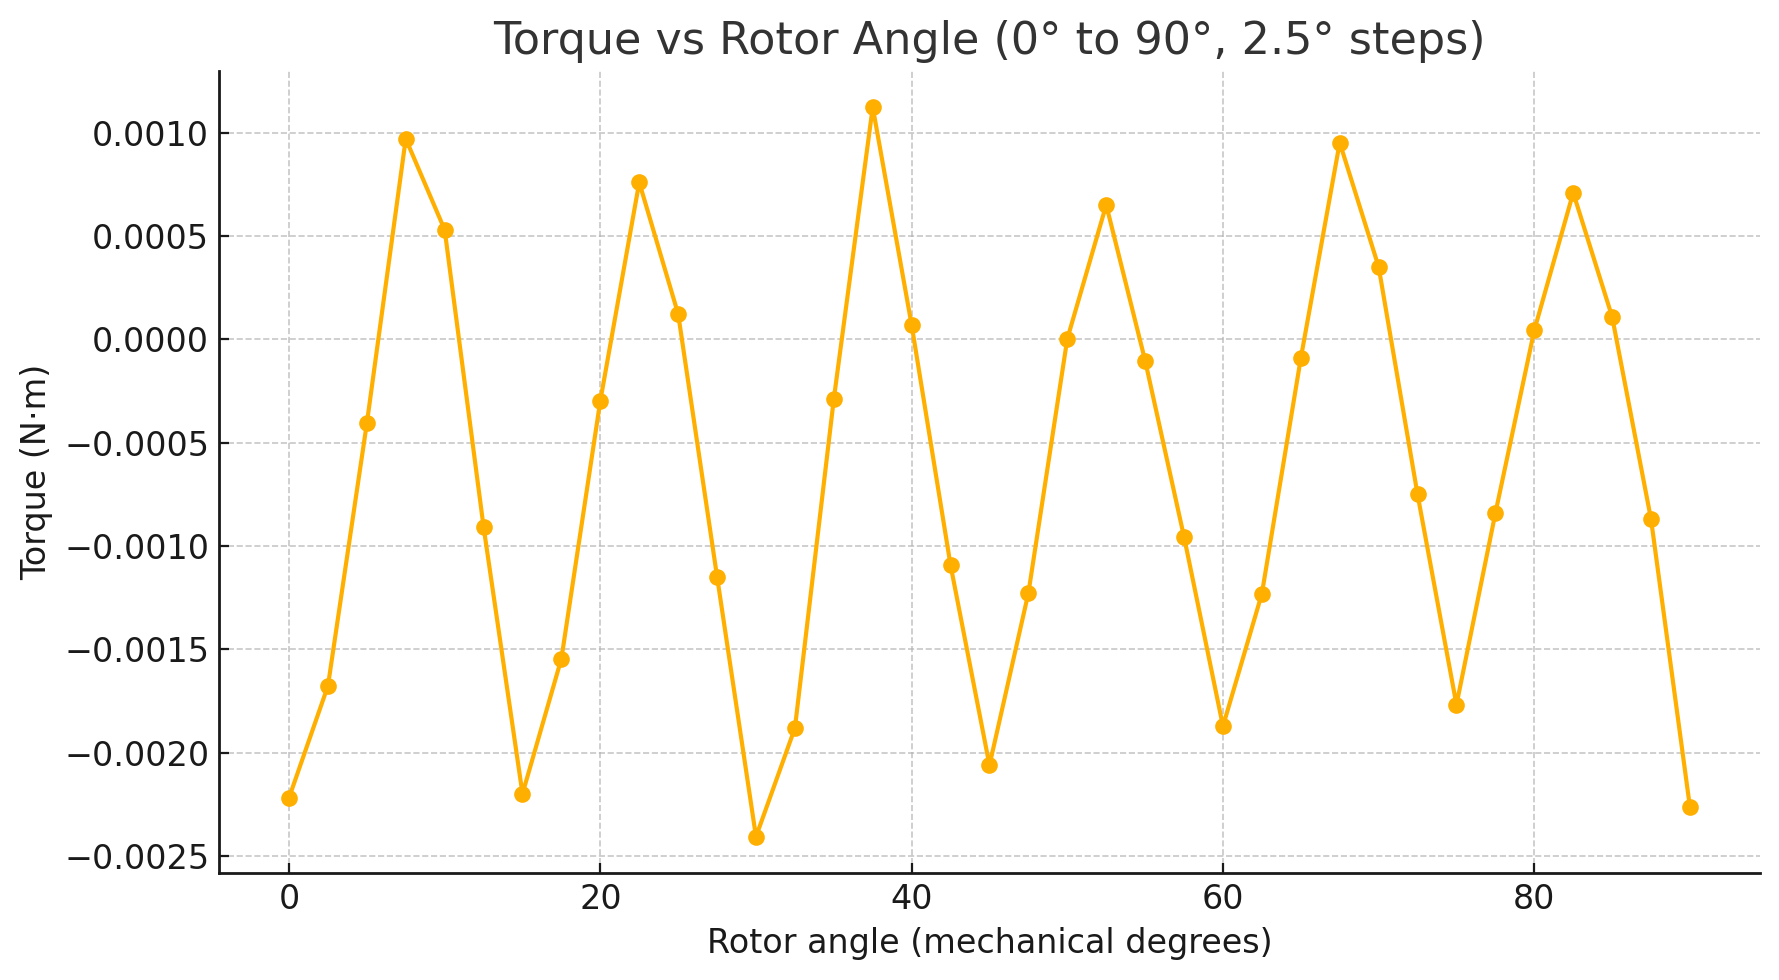 Torque vs Rotor Angle (0° to 90°, 2.5° steps)
Torque (N·m)
0.0010
0.0005
0.0000
−0.0005
−0.0010
−0.0015
−0.0020
−0.0025
0 20 40 60 80
Rotor angle (mechanical degrees)